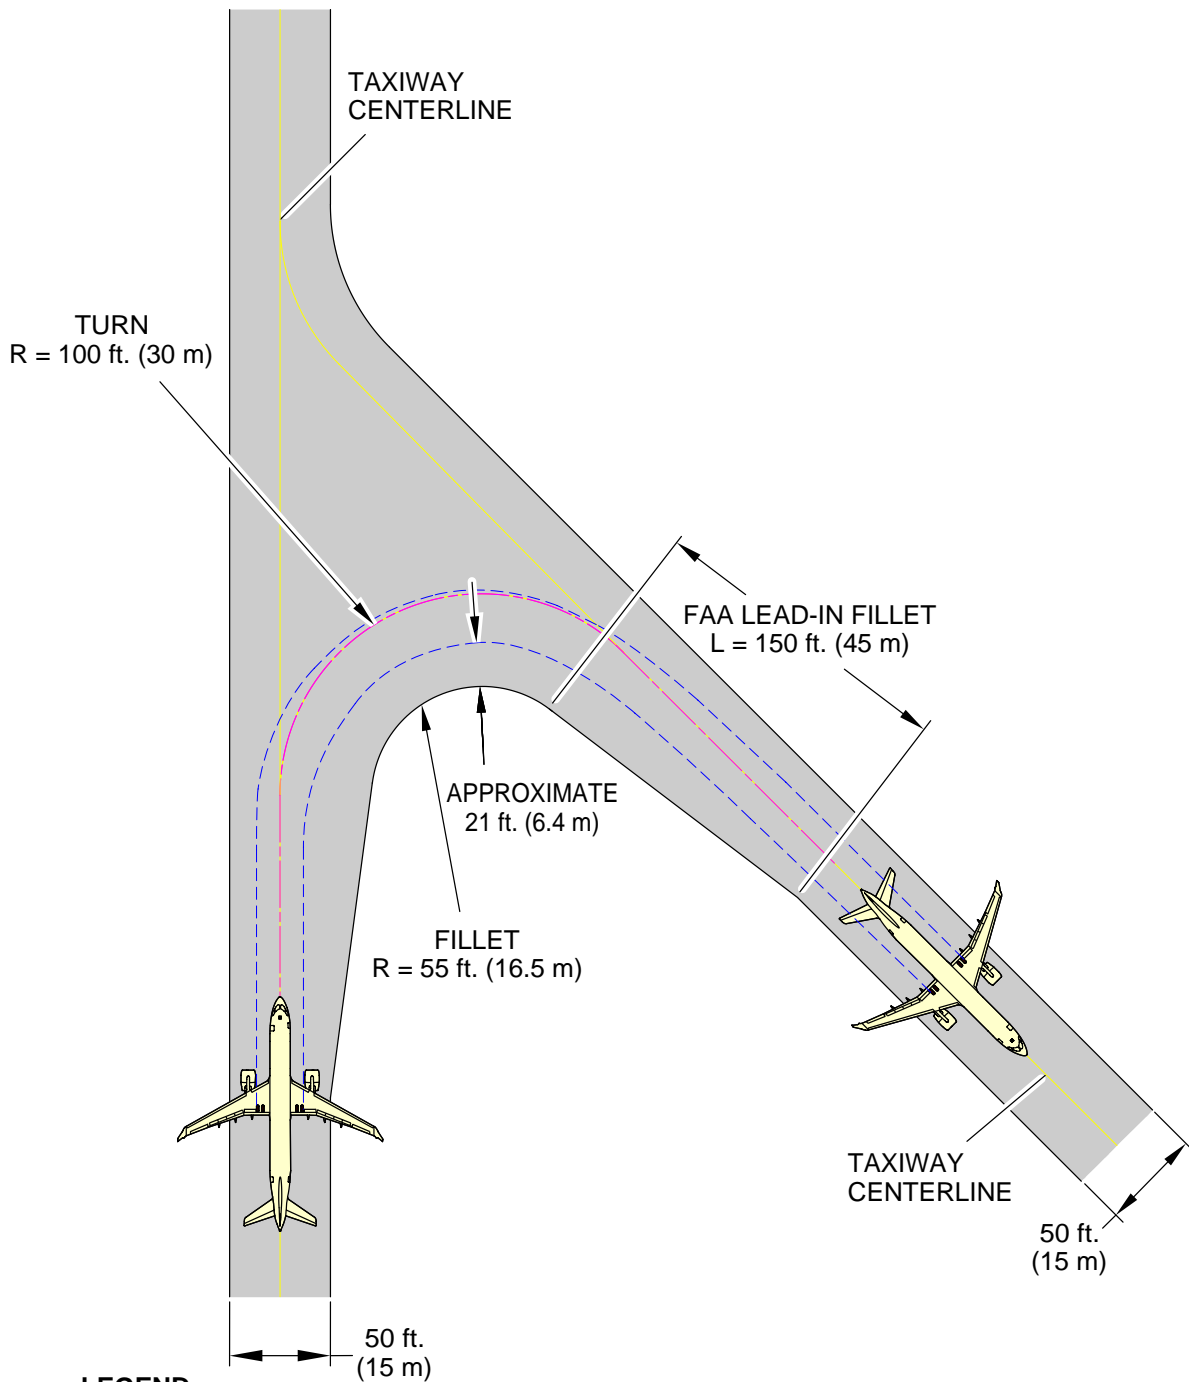 TAXIWAY
CENTERLINE
TURN
R = 100 ft. (30 m)
FAA LEAD-IN FILLET
L = 150 ft. (45 m)
APPROXIMATE
21 ft. (6.4 m)
FILLET
R = 55 ft. (16.5 m)
TAXIWAY
CENTERLINE
50 ft.
(15 m)
50 ft.
(15 m)
LEGEND